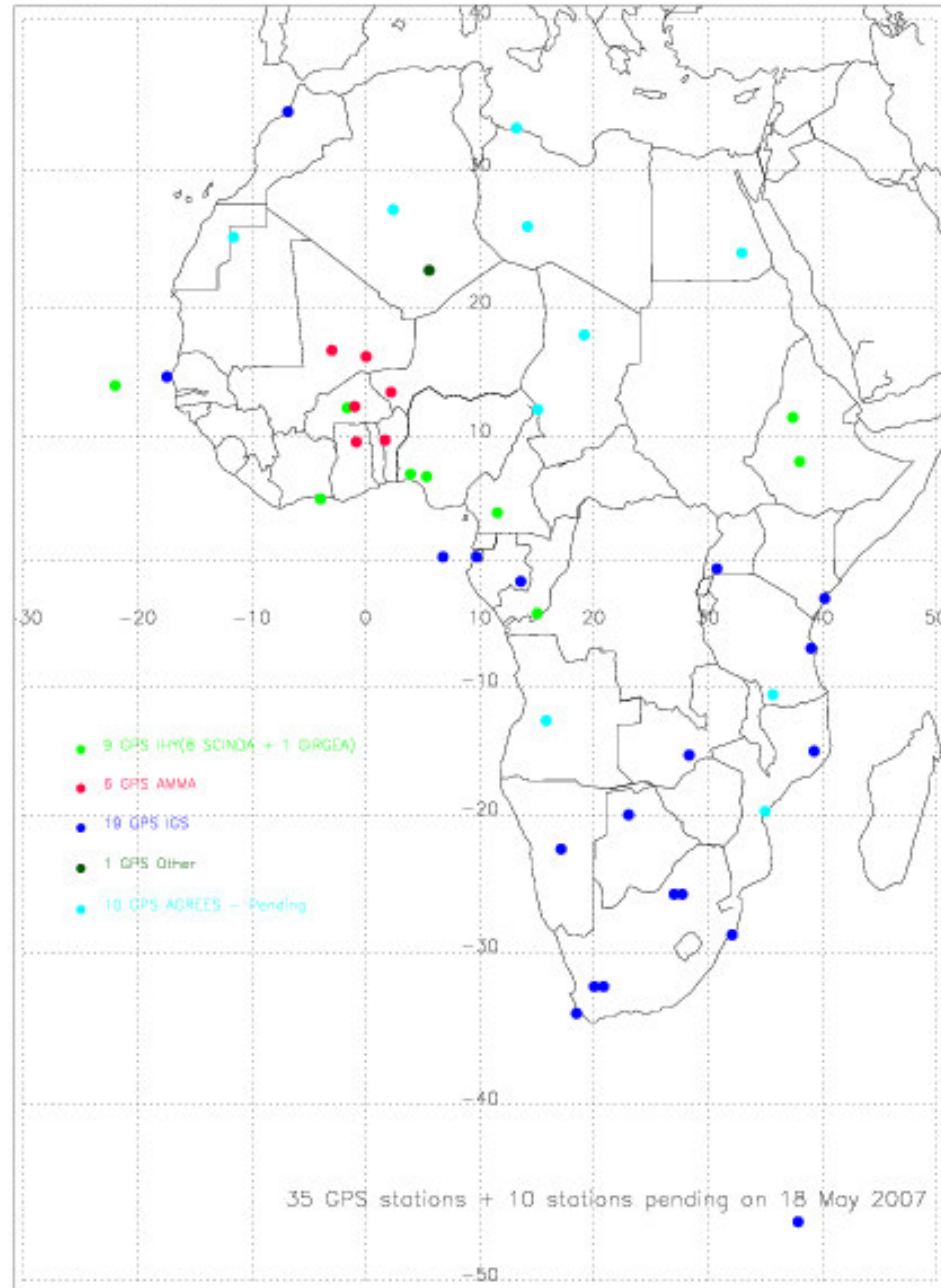 40
30
20
10
30 -20 -10 0 10 20 30 40 50
-10
9 GPS IHY(8 SCINDA + 1 GIRGEA)
6 GPS AMMA
19 GPS IGS
-20
1 GPS Other
10 GPS AGREES - Pending
-30
-40
35 GPS stations + 10 stations pending on 18 May 2007
-50